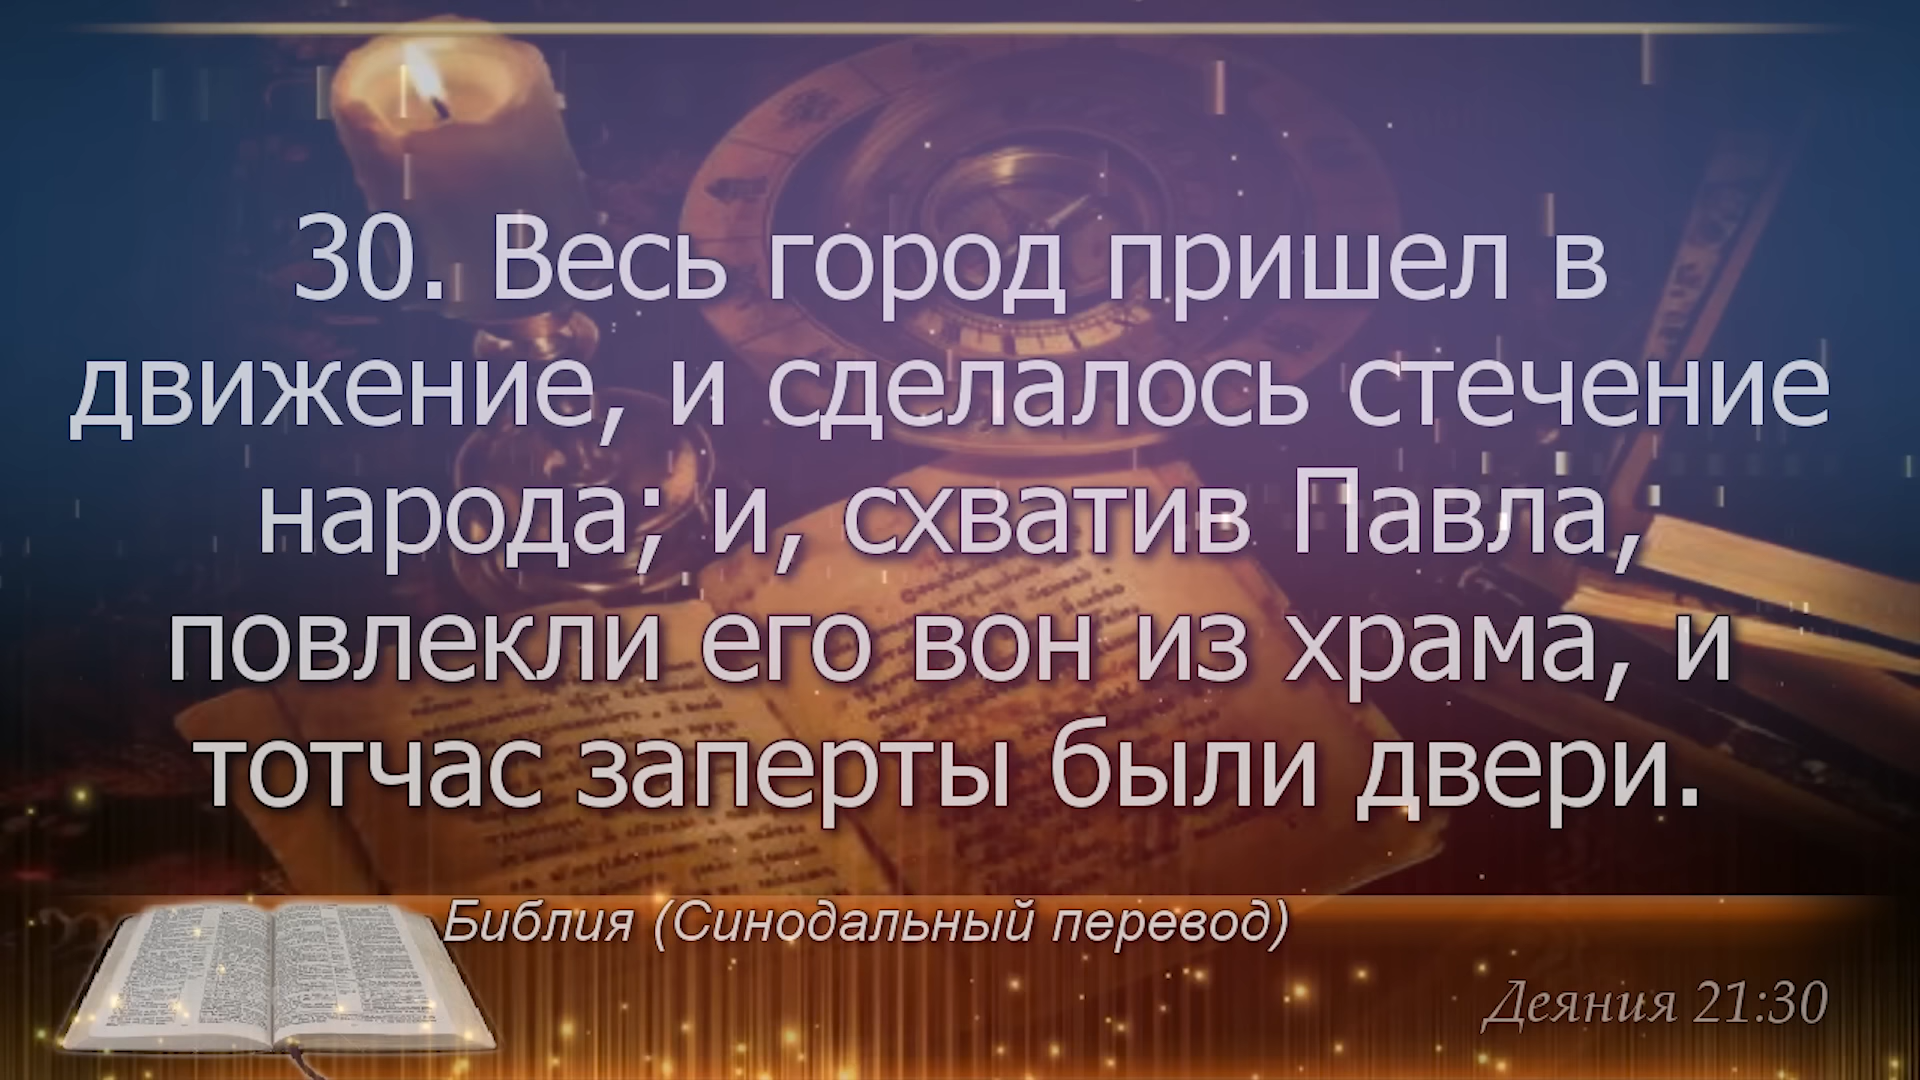 30. Весь город пришел в
движение, и сделалось стечение
народа; и, схватив Павла,
повлекли его вон из храма, и
тотчас заперты были двери.
Библия (Синодальный перевод)
Деяния 21:30